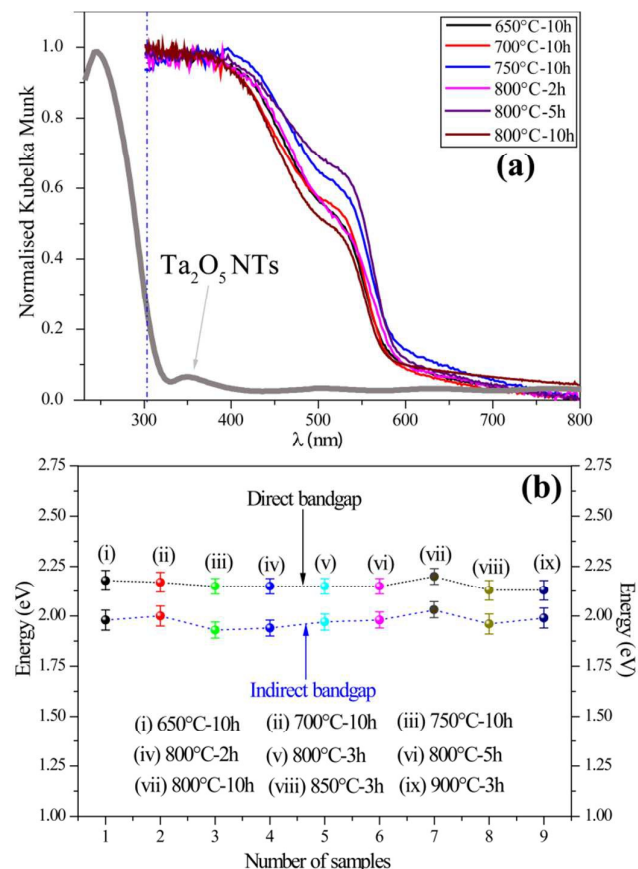 650°C-10h
700°C-10h
750°C-10h
800°C-2h
800°C-5h
800°C-10h
(a)
Normalised Kubelka Munk
1.0
0.8
0.6
0.4
0.2
0.0
Ta₂O₅ NTs
300 400 500 600 700 800
λ (nm)
(b)
2.75 2.75
2.50 2.50
2.25 2.25
2.00 2.00
1.75 1.75
1.50 1.50
1.25 1.25
1.00 1.00
Energy (eV)
Energy (eV)
Direct bandgap
(i) (ii) (iii) (iv) (v) (vi) (vii) (viii) (ix)
Indirect bandgap
(i) 650°C-10h (ii) 700°C-10h (iii) 750°C-10h
(iv) 800°C-2h (v) 800°C-3h (vi) 800°C-5h
(vii) 800°C-10h (viii) 850°C-3h (ix) 900°C-3h
1 2 3 4 5 6 7 8 9
Number of samples